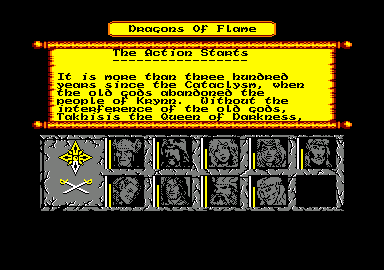 Dragons Of Flame
The Action Starts
It is more than three hundred
years since the Cataclysm, when
the old gods abandoned the
people of Krynn. Without the
interference of the old gods,
Takhisis the Queen of Darkness,